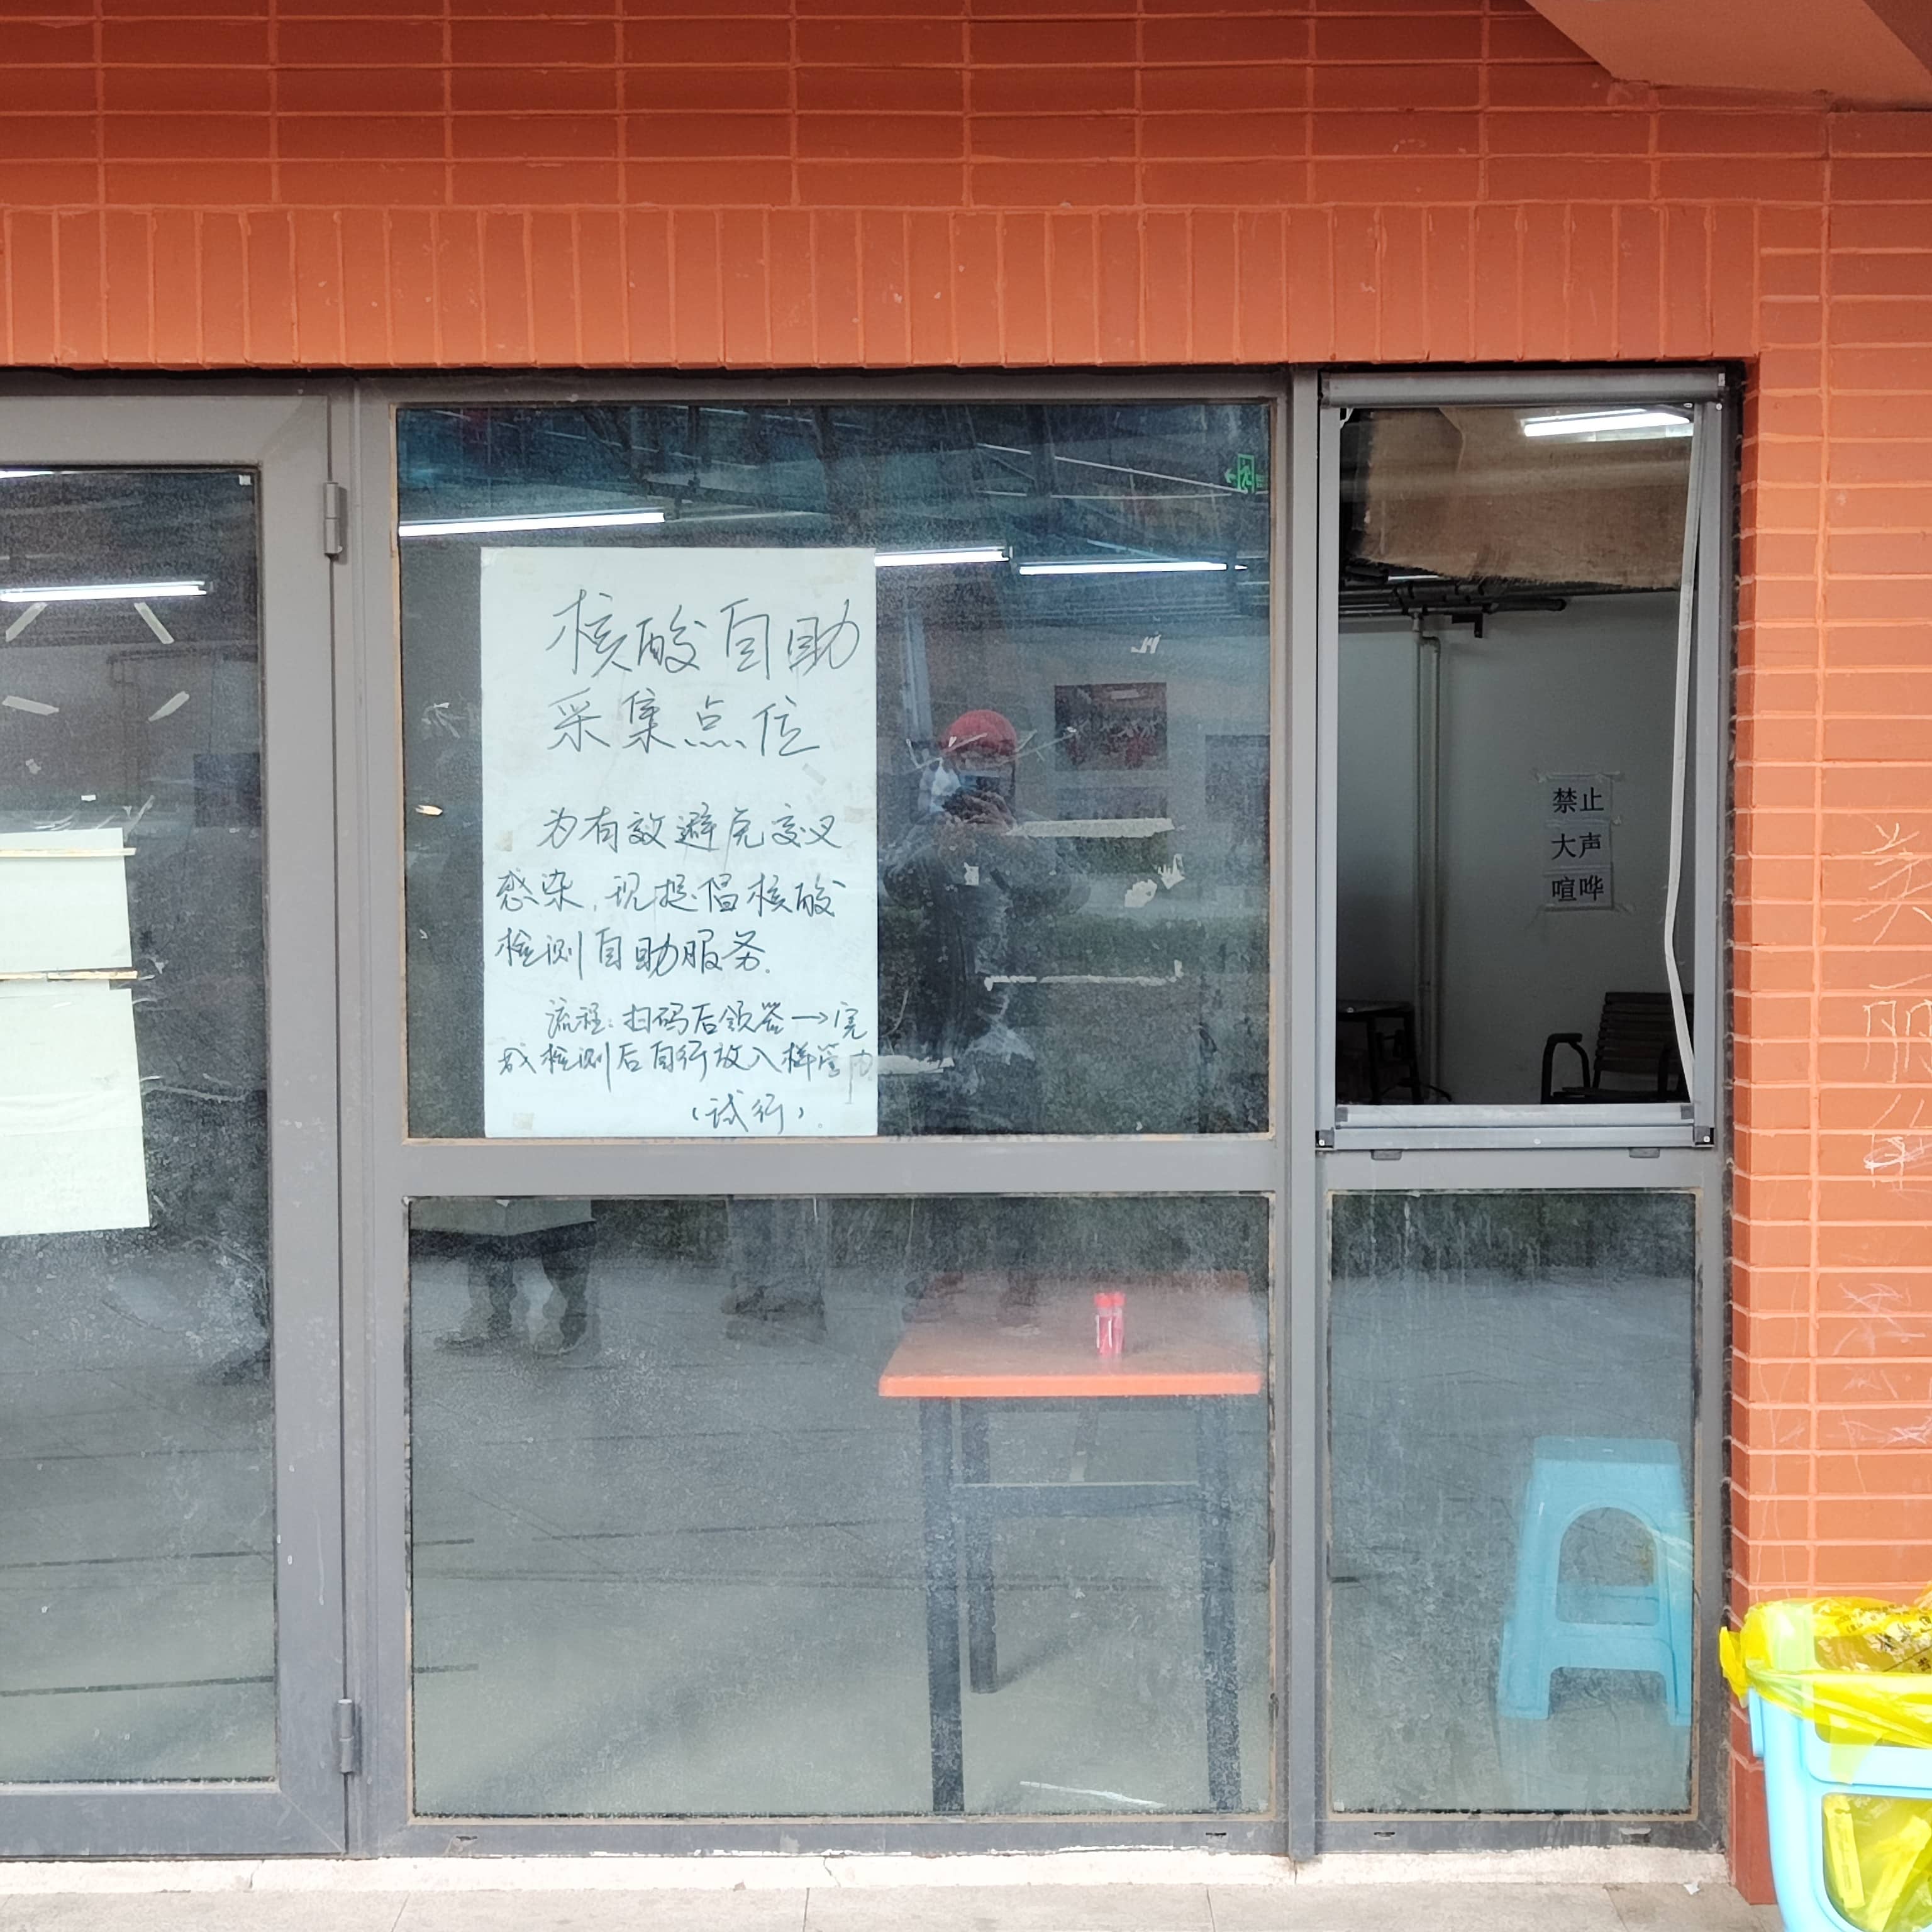 核酸自助
采集点位
为有效避免交叉
感染,现提倡核酸
检测自助服务.
流程:扫码后领签→完
成检测后自行放入样管内
(试行).
禁止
大声
喧哗